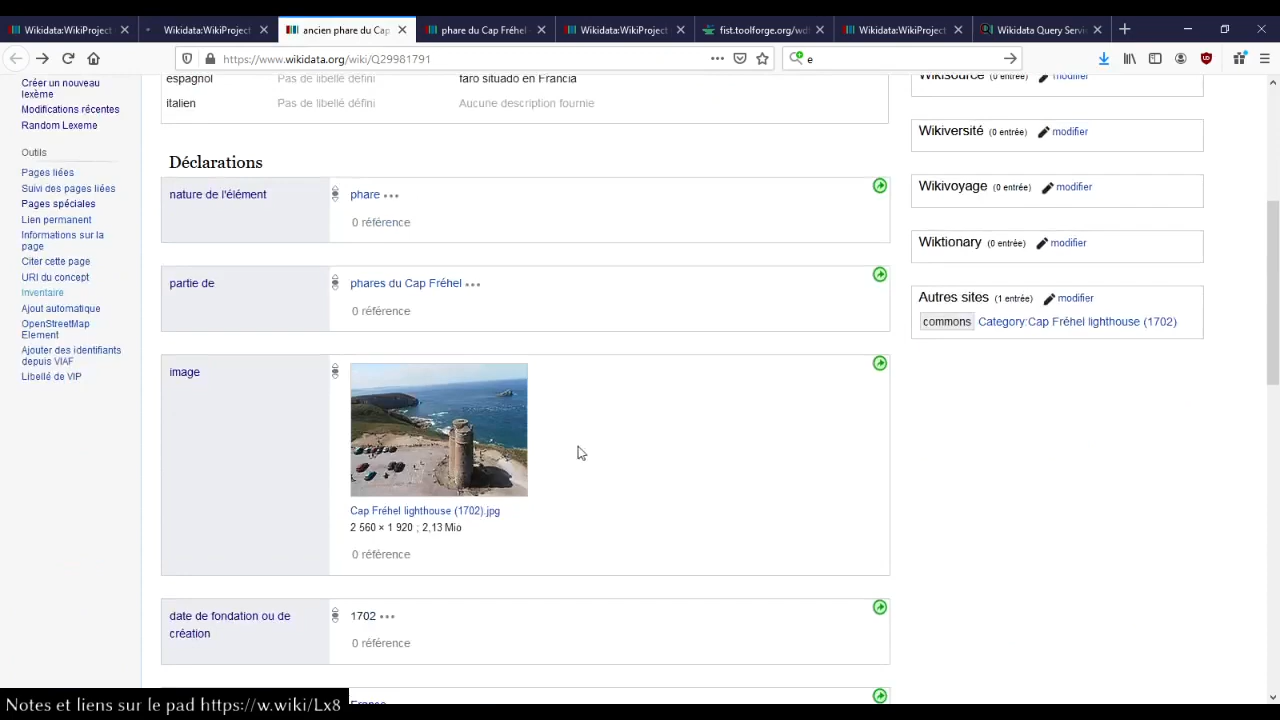 Wikidata:WikiProject
Wikidata:WikiProject
ancien phare du Cap
phare du Cap Fréhel
Wikidata:WikiProject
fist.toolforge.org/wdf
Wikidata:WikiProject
Wikidata Query Servi
https://www.wikidata.org/wiki/Q29981791
e
Créer un nouveau
lexème
Modifications récentes
Random Lexeme
Outils
Pages liées
Suivi des pages liées
Pages spéciales
Lien permanent
Informations sur la
page
Citer cette page
URI du concept
Inventaire
Ajout automatique
OpenStreetMap
Element
Ajouter des identifiants
depuis VIAF
Libellé de VIP
espagnol Pas de libellé défini faro situado en Francia
italien Pas de libellé défini Aucune description fournie
Déclarations
nature de l'élément phare
0 référence
partie de phares du Cap Fréhel
0 référence
image
Cap Fréhel lighthouse (1702).jpg
2 560 × 1 920 ; 2,13 Mio
0 référence
date de fondation ou de
création
1702
0 référence
France
Wikisource (0 entrée) modifier
Wikiversité (0 entrée) modifier
Wikivoyage (0 entrée) modifier
Wiktionary (0 entrée) modifier
Autres sites (1 entrée) modifier
commons Category:Cap Fréhel lighthouse (1702)
Notes et liens sur le pad https://w.wiki/Lx8